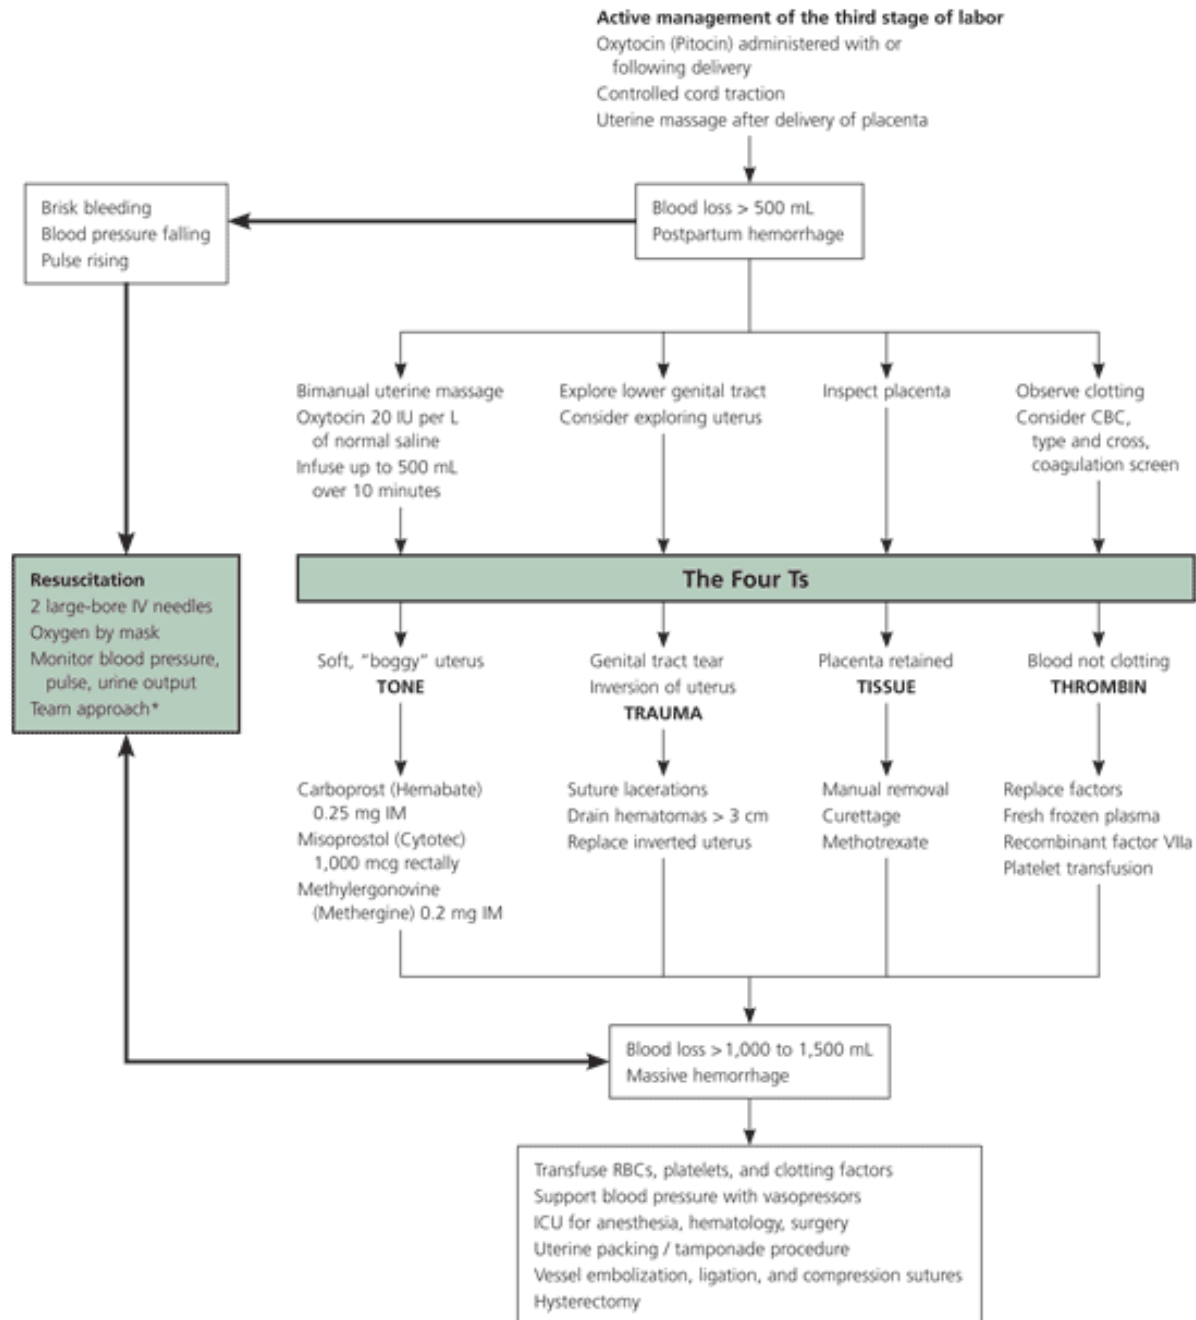 Active management of the third stage of labor
Oxytocin (Pitocin) administered with or
following delivery
Controlled cord traction
Uterine massage after delivery of placenta
Brisk bleeding
Blood pressure falling
Pulse rising
Blood loss > 500 mL
Postpartum hemorrhage
Bimanual uterine massage
Oxytocin 20 IU per L
of normal saline
Infuse up to 500 mL
over 10 minutes
Explore lower genital tract
Consider exploring uterus
Inspect placenta
Observe clotting
Consider CBC,
type and cross,
coagulation screen
Resuscitation
2 large-bore IV needles
Oxygen by mask
Monitor blood pressure,
pulse, urine output
Team approach*
The Four Ts
Soft, "boggy" uterus
TONE
Genital tract tear
Inversion of uterus
TRAUMA
Placenta retained
TISSUE
Blood not clotting
THROMBIN
Carboprost (Hemabate)
0.25 mg IM
Misoprostol (Cytotec)
1,000 mcg rectally
Methylergonovine
(Methergine) 0.2 mg IM
Suture lacerations
Drain hematomas > 3 cm
Replace inverted uterus
Manual removal
Curettage
Methotrexate
Replace factors
Fresh frozen plasma
Recombinant factor VIIa
Platelet transfusion
Blood loss >1,000 to 1,500 mL
Massive hemorrhage
Transfuse RBCs, platelets, and clotting factors
Support blood pressure with vasopressors
ICU for anesthesia, hematology, surgery
Uterine packing / tamponade procedure
Vessel embolization, ligation, and compression sutures
Hysterectomy